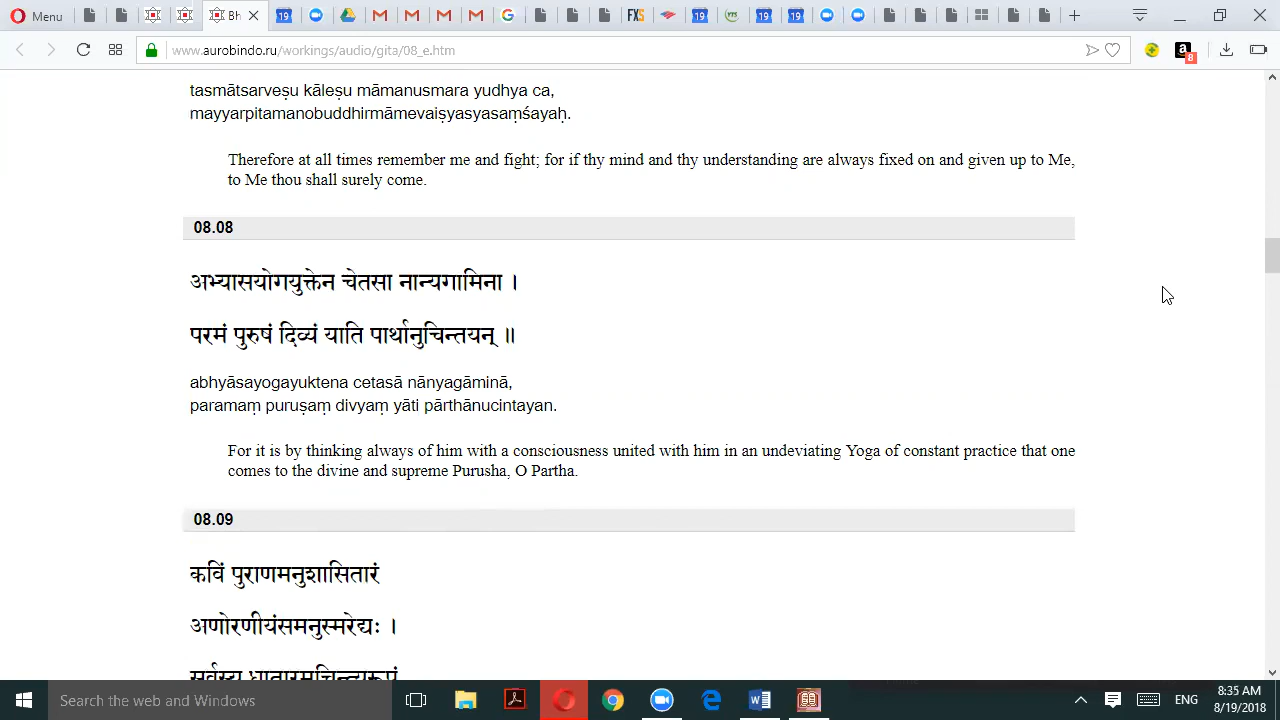 Menu
Bh
www.aurobindo.ru/workings/audio/gita/08_e.htm
tasmātsarveṣu kāleṣu māmanusmara yudhya ca,
mayyarpitamanobuddhirmāmevaiṣyasyasaṃśayaḥ.
Therefore at all times remember me and fight; for if thy mind and thy understanding are always fixed on and given up to Me,
to Me thou shall surely come.
08.08
अभ्यासयोगयुक्तेन चेतसा नान्यगामिना ।
परमं पुरुषं दिव्यं याति पार्थानुचिन्तयन् ॥
abhyāsayogayuktena cetasā nānyagāminā,
paramaṃ puruṣaṃ divyaṃ yāti pārthānucintayan.
For it is by thinking always of him with a consciousness united with him in an undeviating Yoga of constant practice that one
comes to the divine and supreme Purusha, O Partha.
08.09
कविं पुराणमनुशासितारं
अणोरणीयंसमनुस्मरेद्यः ।
सर्वस्य धातारमचिन्त्यरूपं
Search the web and Windows
ENG
8:35 AM
8/19/2018